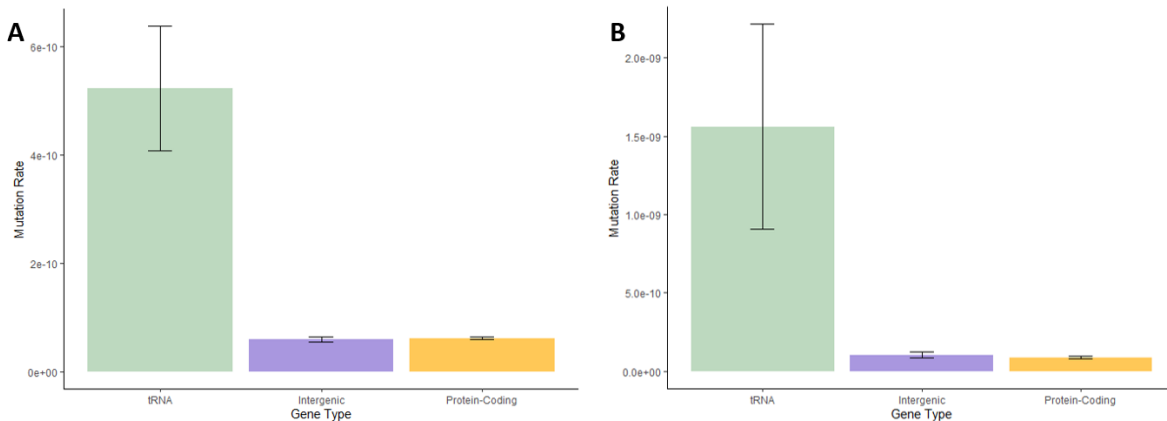 A
6e-10
4e-10
2e-10
0e+00
Mutation Rate
tRNA Intergenic Protein-Coding
Gene Type
B
2.0e-09
1.5e-09
1.0e-09
5.0e-10
0.0e+00
Mutation Rate
tRNA Intergenic Protein-Coding
Gene Type